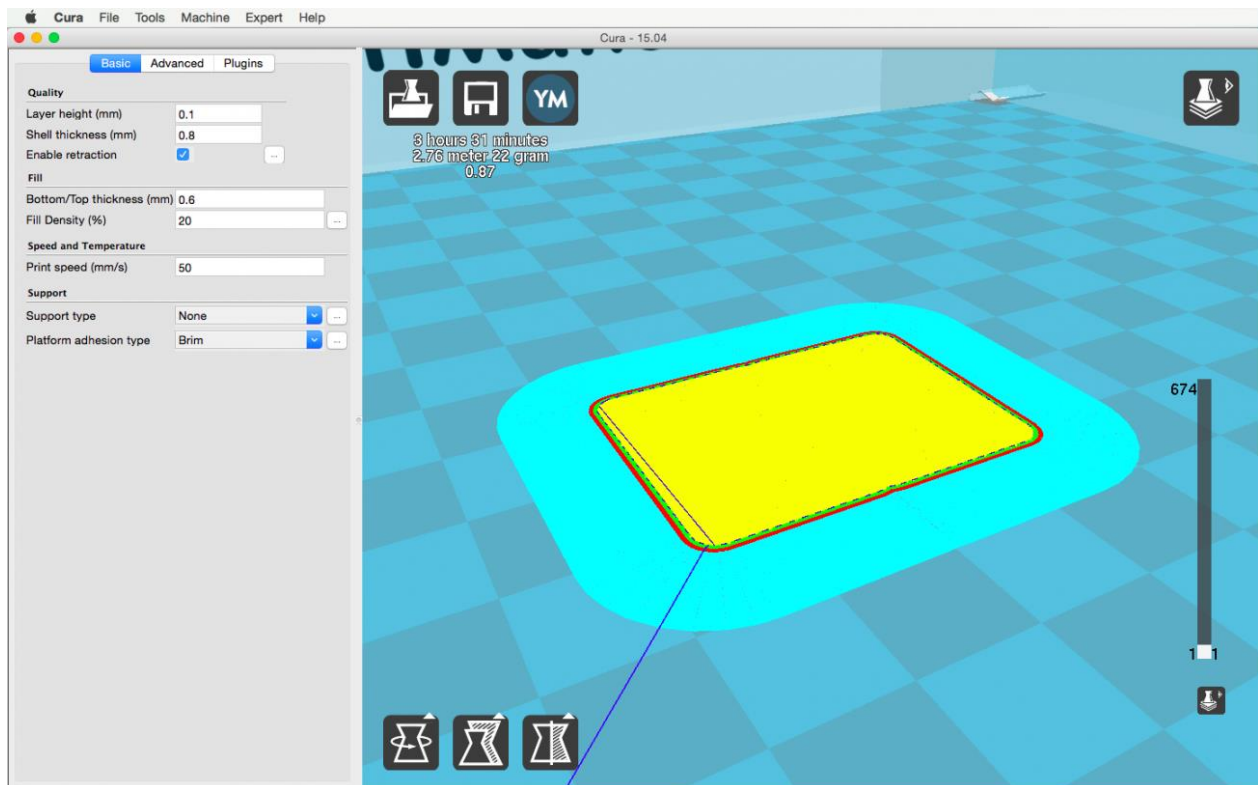 Cura File Tools Machine Expert Help
Cura - 15.04
Basic Advanced Plugins
Quality
Layer height (mm) 0.1
Shell thickness (mm) 0.8
Enable retraction ...
Fill
Bottom/Top thickness (mm) 0.6
Fill Density (%) 20 ...
Speed and Temperature
Print speed (mm/s) 50
Support
Support type None ...
Platform adhesion type Brim ...
YM
3 hours 31 minutes
2.76 meter 22 gram
0.87
674
1 1